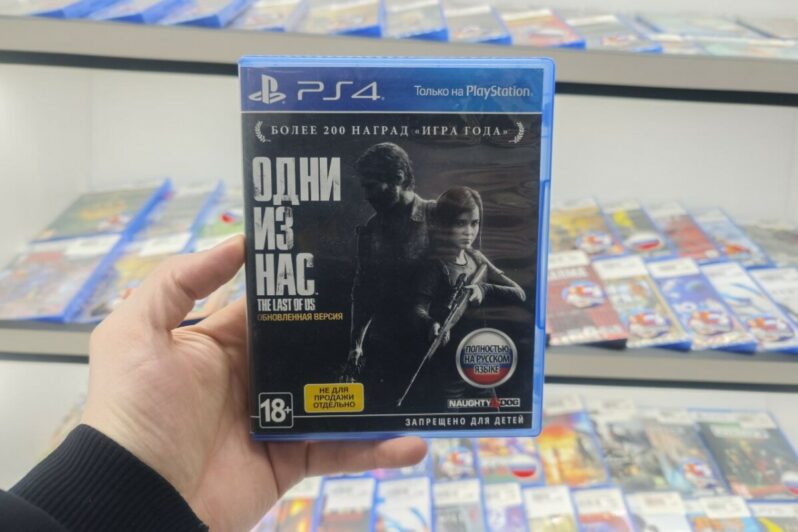 PS4
Только на PlayStation
БОЛЕЕ 200 НАГРАД «ИГРА ГОДА»
ОДНИ
ИЗ
НАС
THE LAST OF US
ОБНОВЛЕННАЯ ВЕРСИЯ
ПОЛНОСТЬЮ
НА РУССКОМ
ЯЗЫКЕ
НЕ ДЛЯ
ПРОДАЖИ
ОТДЕЛЬНО
18+
NAUGHTY DOG
ЗАПРЕЩЕНО ДЛЯ ДЕТЕЙ